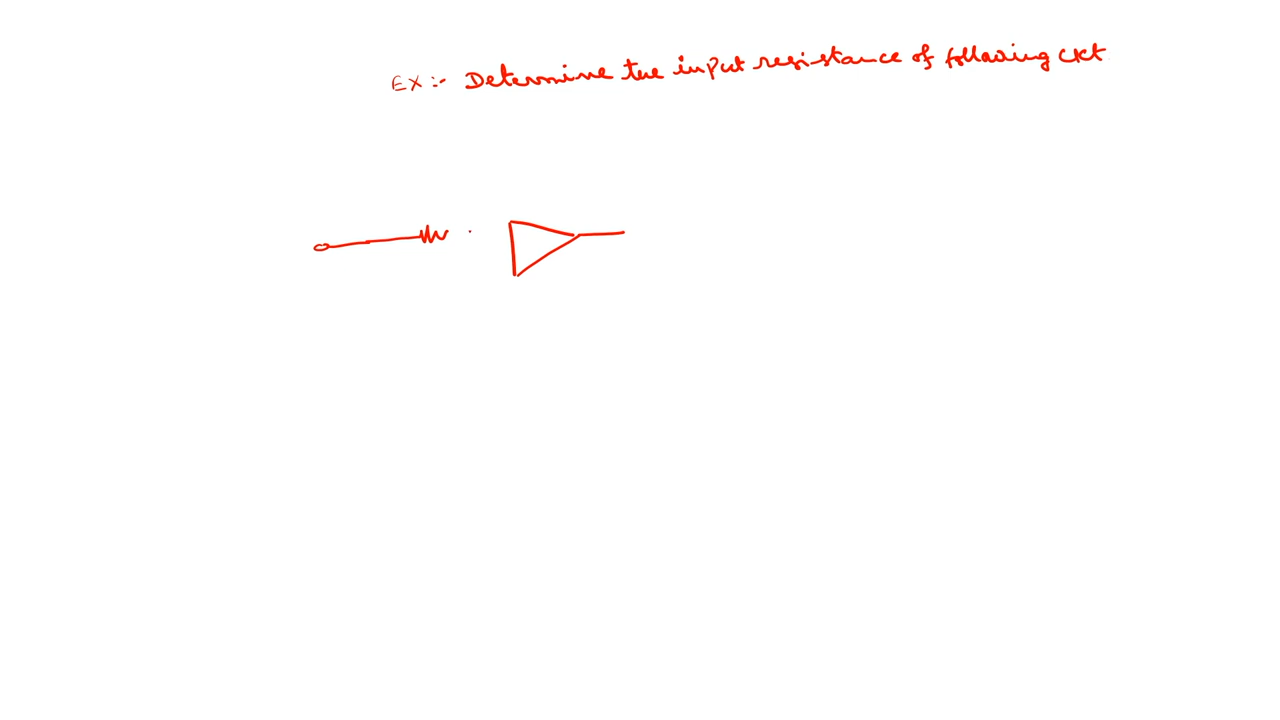 EX :- Determine the input resistance of following ckt